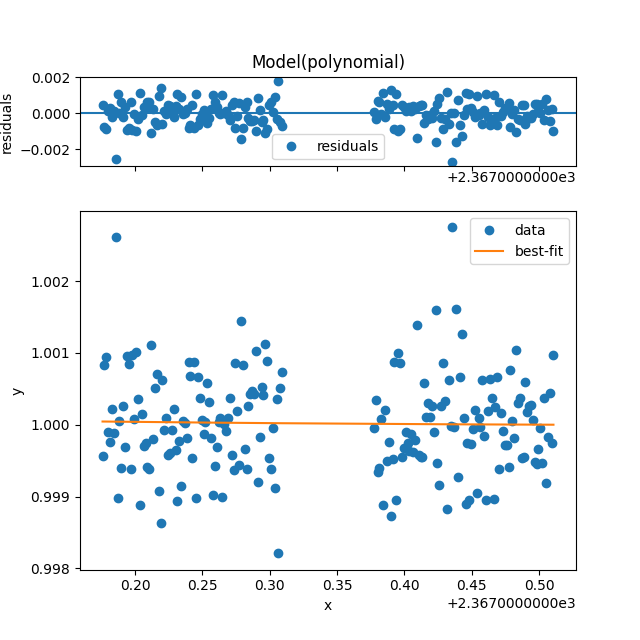 Model(polynomial)
0.002
0.000
−0.002
residuals
residuals
+2.3670000000e3
data
best-fit
1.002
1.001
1.000
0.999
0.998
y
0.20 0.25 0.30 0.35 0.40 0.45 0.50
x
+2.3670000000e3